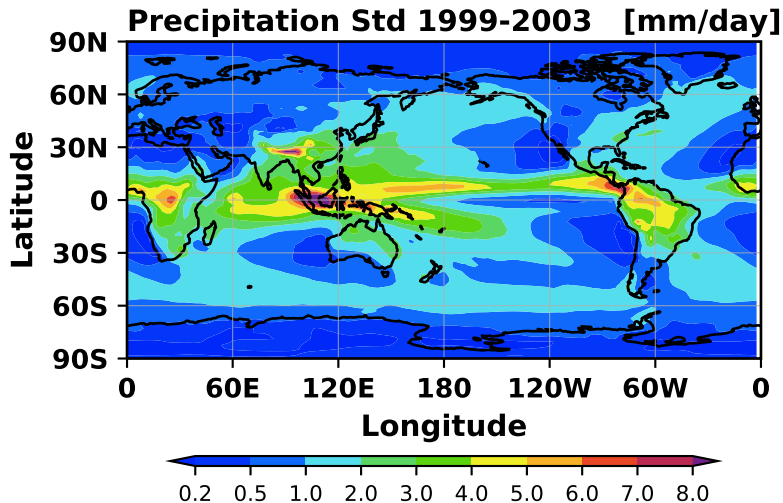 Precipitation Std 1999-2003 [mm/day]
90N
60N
30N
0
30S
60S
90S
Latitude
0 60E 120E 180 120W 60W 0
Longitude
0.2 0.5 1.0 2.0 3.0 4.0 5.0 6.0 7.0 8.0